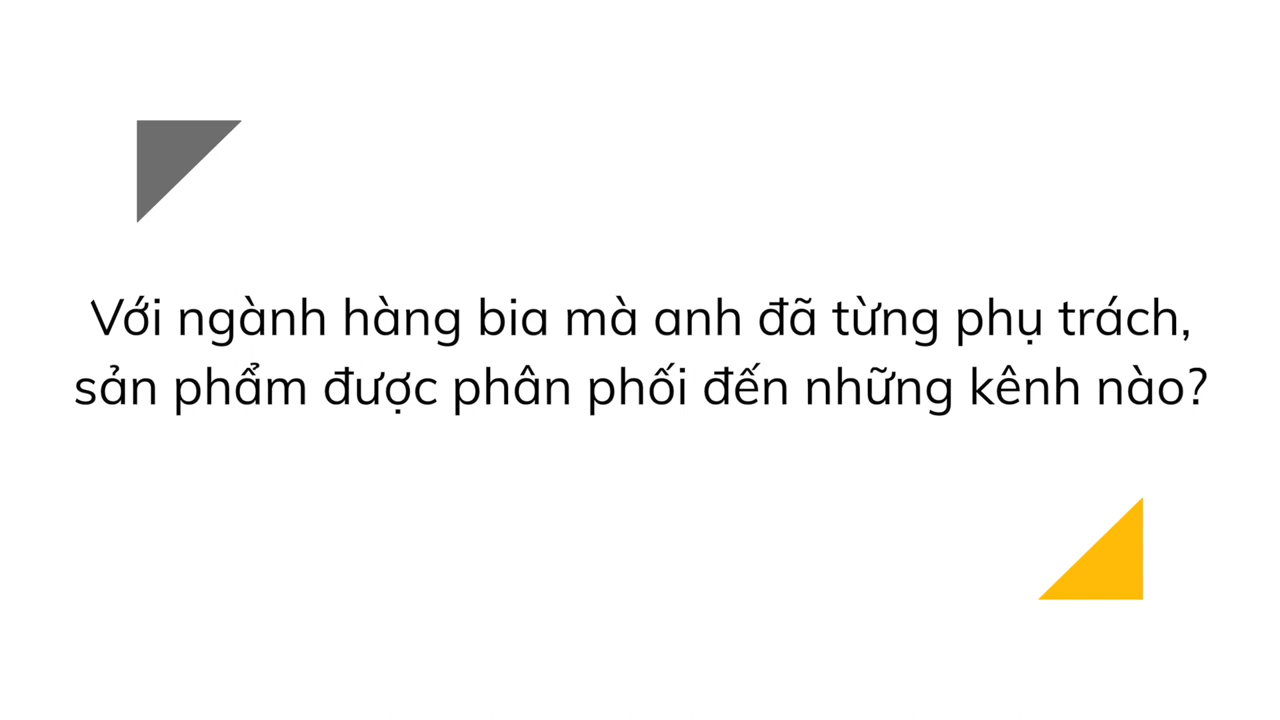 Với ngành hàng bia mà anh đã từng phụ trách,
sản phẩm được phân phối đến những kênh nào?